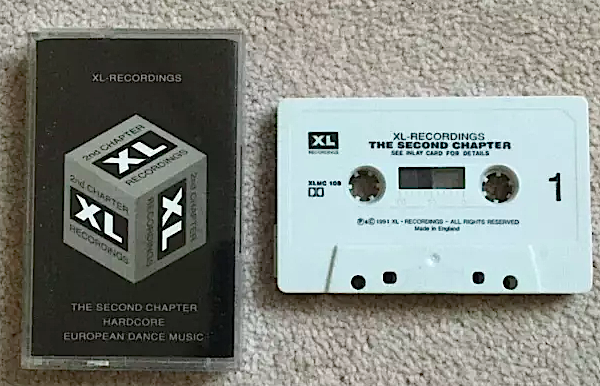 XL-RECORDINGS
2nd CHAPTER
XL
RECORDINGS
2nd CHARTER
XL
RECORDINGS
2nd CHAPTER
XL
RECORDINGS
THE SECOND CHAPTER
HARDCORE
EUROPEAN DANCE MUSIC
XL
RECORDINGS
XL-RECORDINGS
THE SECOND CHAPTER
SEE INLAY CARD FOR DETAILS
XLMC 108
1
℗&© 1991 XL - RECORDINGS - ALL RIGHTS RESERVED
Made in England